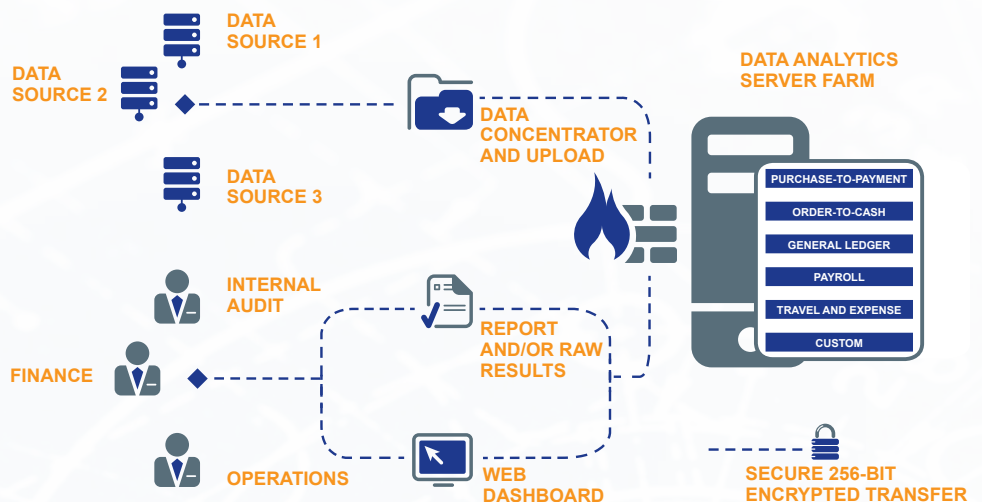 DATA
SOURCE 1
DATA
SOURCE 2
DATA
SOURCE 3
DATA
CONCENTRATOR
AND UPLOAD
DATA ANALYTICS
SERVER FARM
PURCHASE-TO-PAYMENT
ORDER-TO-CASH
GENERAL LEDGER
PAYROLL
TRAVEL AND EXPENSE
CUSTOM
INTERNAL
AUDIT
FINANCE
OPERATIONS
REPORT
AND/OR RAW
RESULTS
WEB
DASHBOARD
SECURE 256-BIT
ENCRYPTED TRANSFER